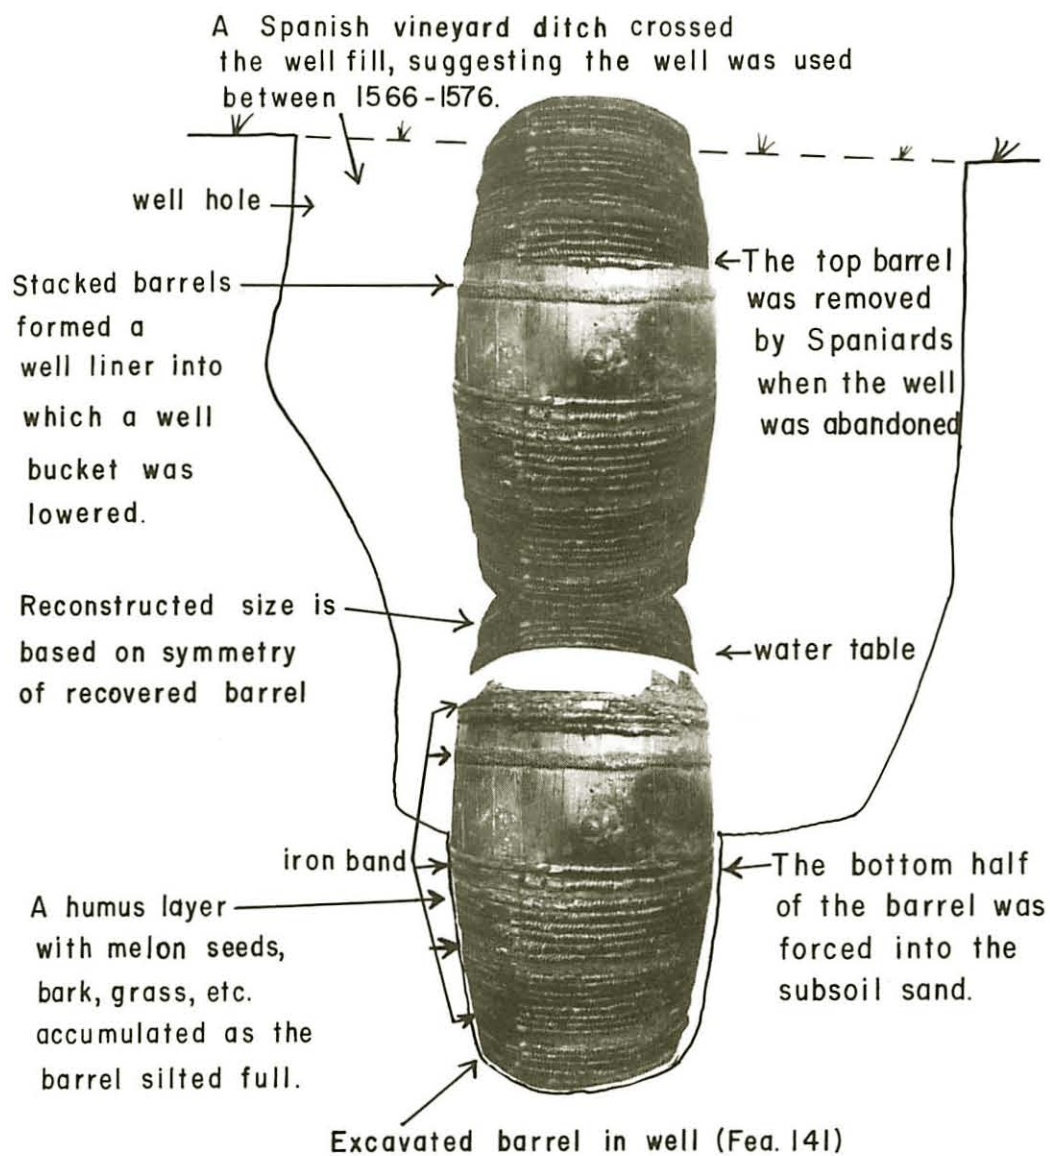 A Spanish vineyard ditch crossed
the well fill, suggesting the well was used
between 1566-1576.
well hole
Stacked barrels
formed a
well liner into
which a well
bucket was
lowered.
The top barrel
was removed
by Spaniards
when the well
was abandoned
Reconstructed size is
based on symmetry
of recovered barrel
water table
iron band
A humus layer
with melon seeds,
bark, grass, etc.
accumulated as the
barrel silted full.
The bottom half
of the barrel was
forced into the
subsoil sand.
Excavated barrel in well (Fea. 141)